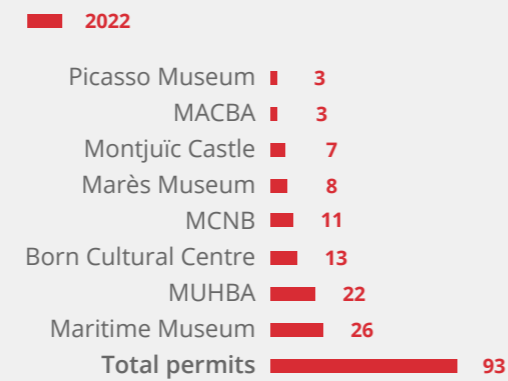 2022
Picasso Museum 3
MACBA 3
Montjuïc Castle 7
Marès Museum 8
MCNB 11
Born Cultural Centre 13
MUHBA 22
Maritime Museum 26
Total permits 93